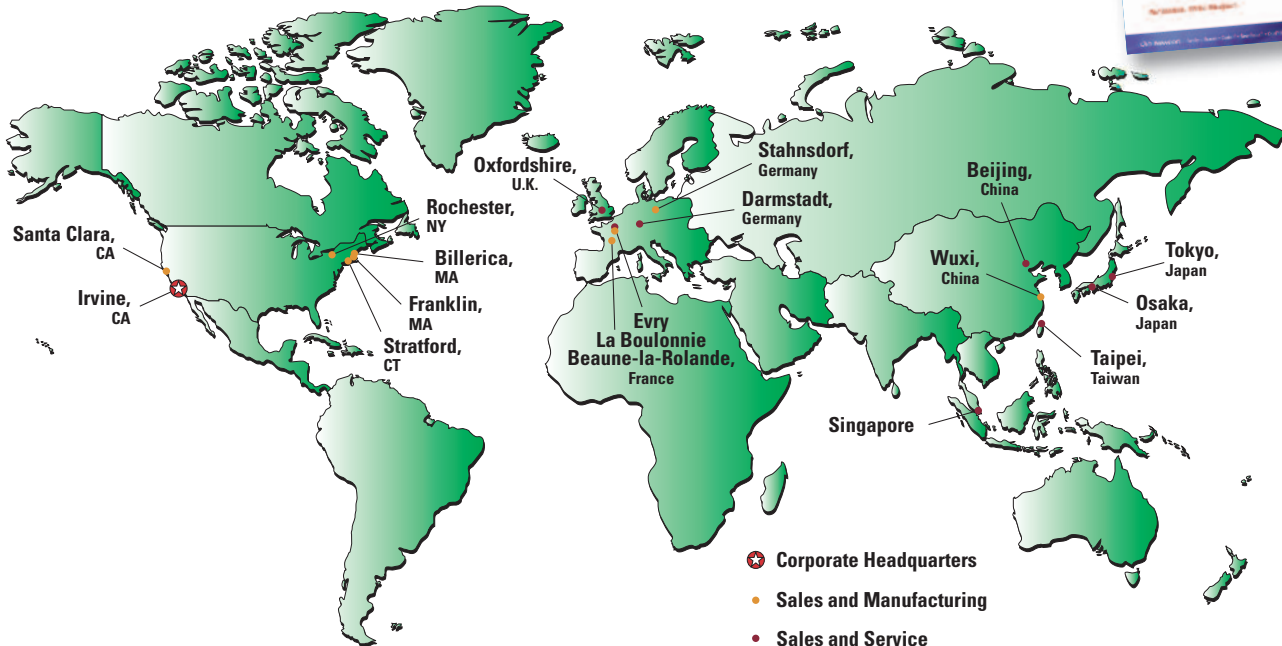 Oxfordshire,
U.K.
Stahnsdorf,
Germany
Beijing,
China
Rochester,
NY
Darmstadt,
Germany
Santa Clara,
CA
Billerica,
MA
Wuxi,
China
Tokyo,
Japan
Irvine,
CA
Franklin,
MA
Osaka,
Japan
Evry
La Boulonnie
Beaune-la-Rolande,
France
Stratford,
CT
Taipei,
Taiwan
Singapore
Corporate Headquarters
Sales and Manufacturing
Sales and Service